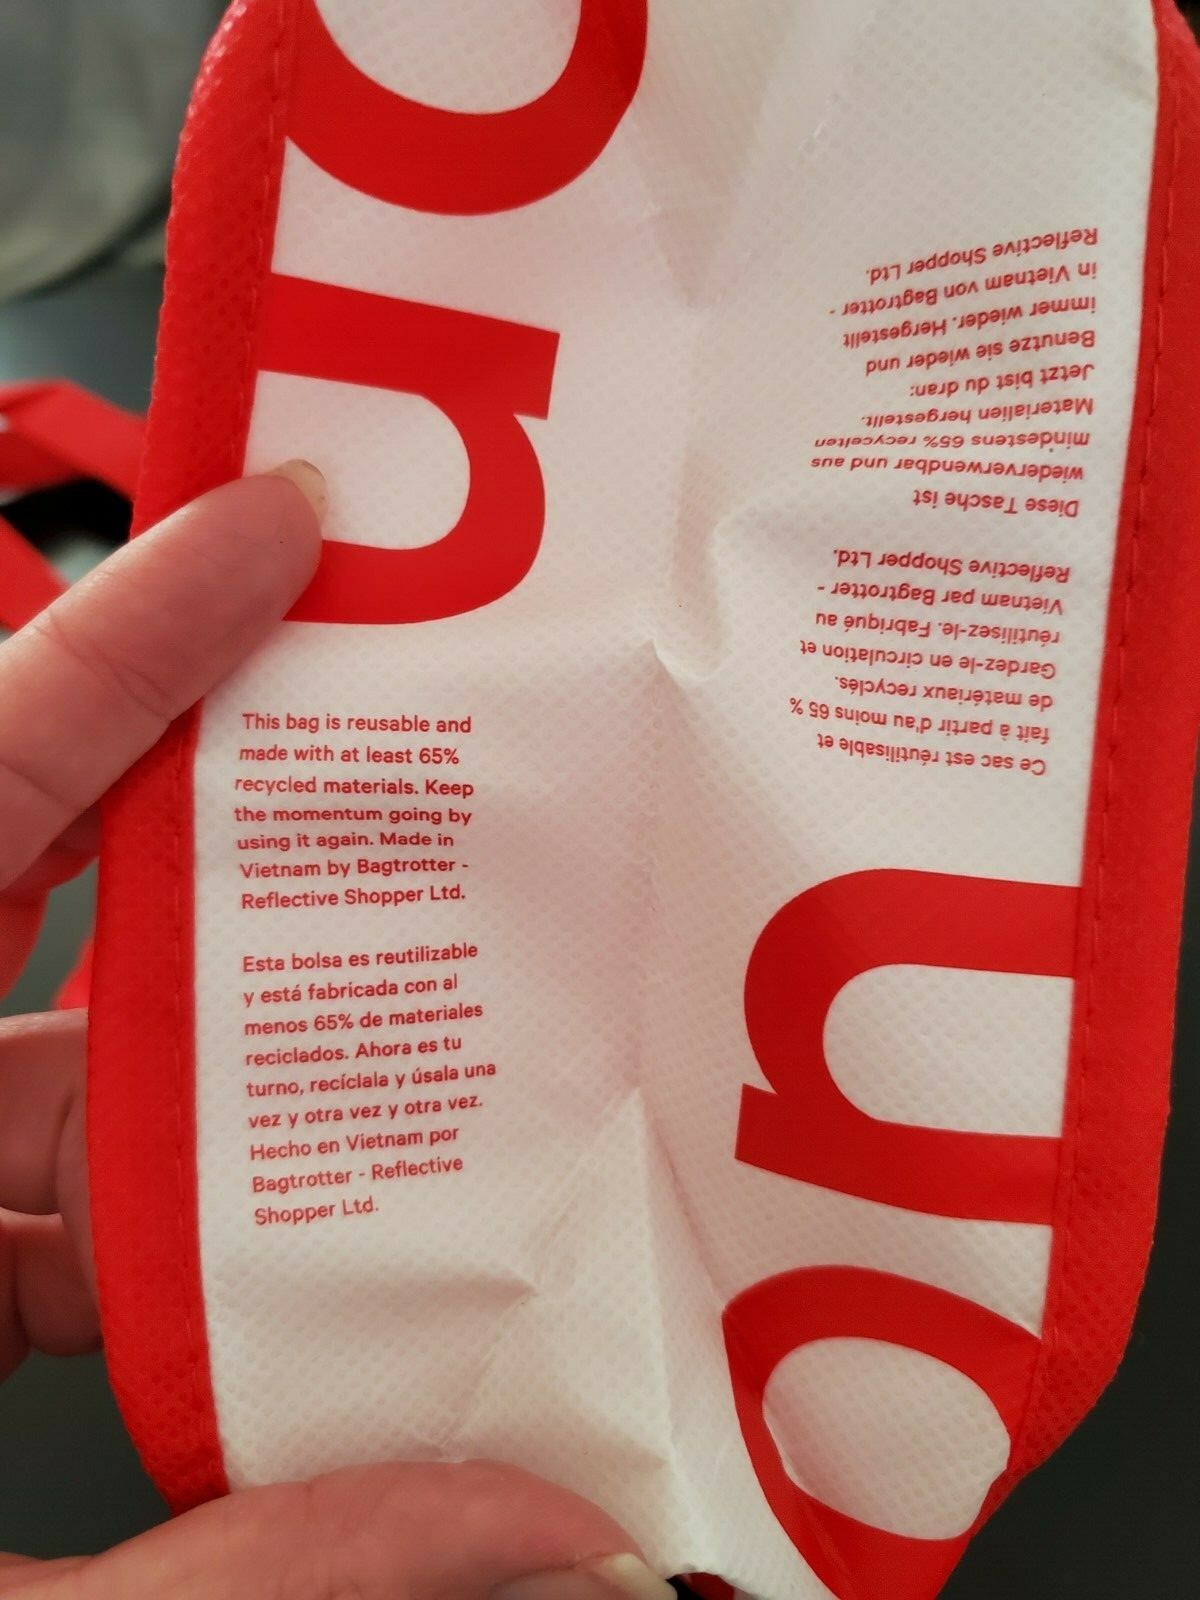 This bag is reusable and
made with at least 65%
recycled materials. Keep
the momentum going by
using it again. Made in
Vietnam by Bagtrotter -
Reflective Shopper Ltd.
Esta bolsa es reutilizable
y está fabricada con al
menos 65% de materiales
reciclados. Ahora es tu
turno, recíclala y úsala una
vez y otra vez y otra vez.
Hecho en Vietnam por
Bagtrotter - Reflective
Shopper Ltd.
Ce sac est réutilisable et
fait à partir d'au moins 65 %
de matériaux recyclés.
Gardez-le en circulation et
réutilisez-le. Fabriqué au
Vietnam par Bagtrotter -
Reflective Shopper Ltd.
Diese Tasche ist
wiederverwendbar und aus
mindestens 65% recycelten
Materialien hergestellt.
Jetzt bist du dran:
Benutze sie wieder und
immer wieder. Hergestellt
in Vietnam von Bagtrotter -
Reflective Shopper Ltd.
on
on